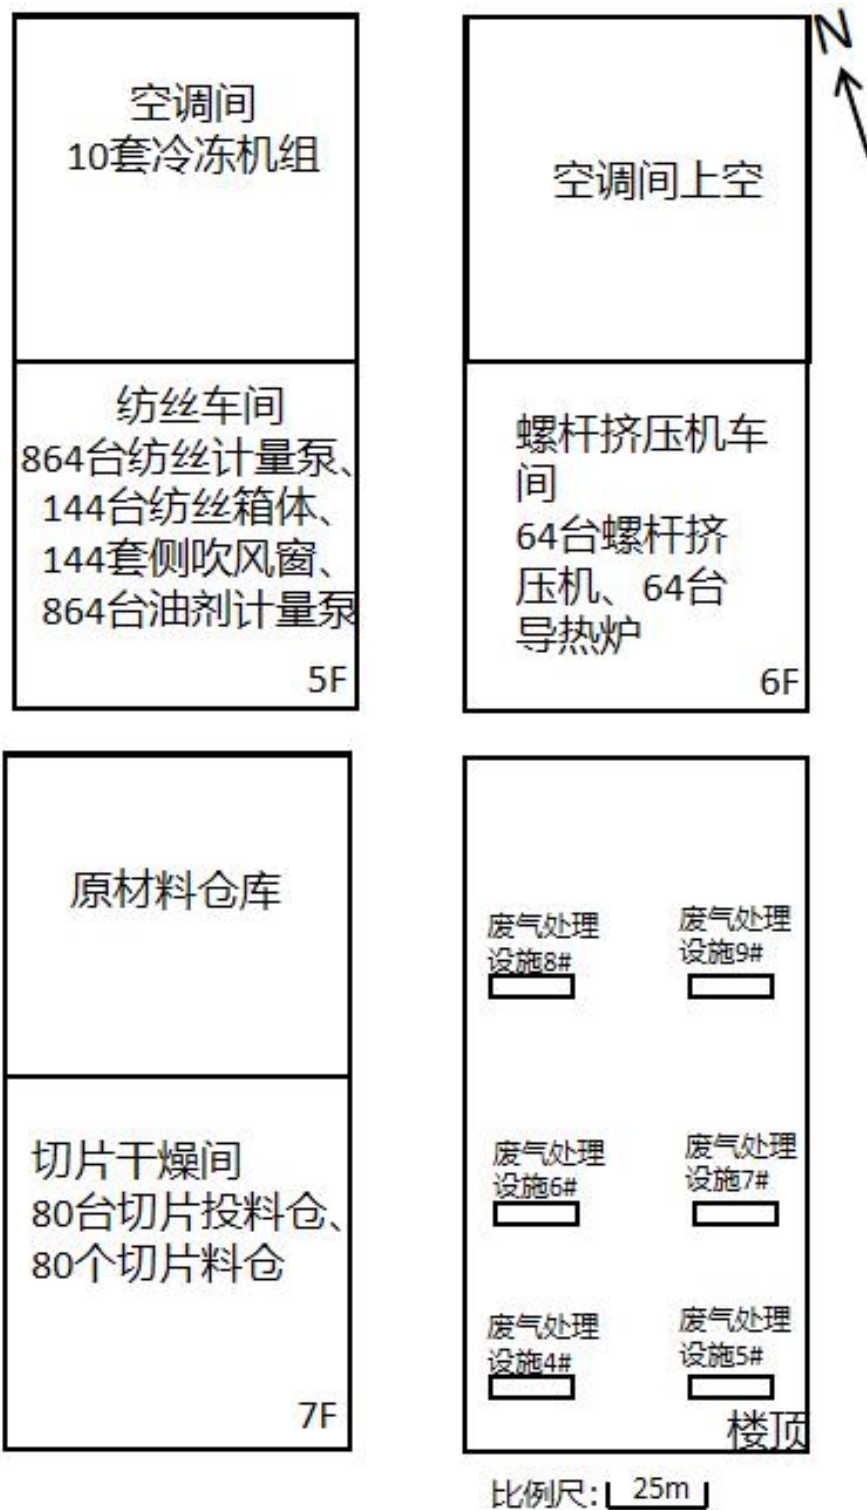 空调间
10套冷冻机组
纺丝车间
864台纺丝计量泵、
144台纺丝箱体、
144套侧吹风窗、
864台油剂计量泵
5F
N
空调间上空
螺杆挤压机车
间
64台螺杆挤
压机、64台
导热炉
6F
原材料仓库
切片干燥间
80台切片投料仓、
80个切片料仓
7F
废气处理
设施8#
废气处理
设施9#
废气处理
设施6#
废气处理
设施7#
废气处理
设施4#
废气处理
设施5#
楼顶
比例尺: 25m